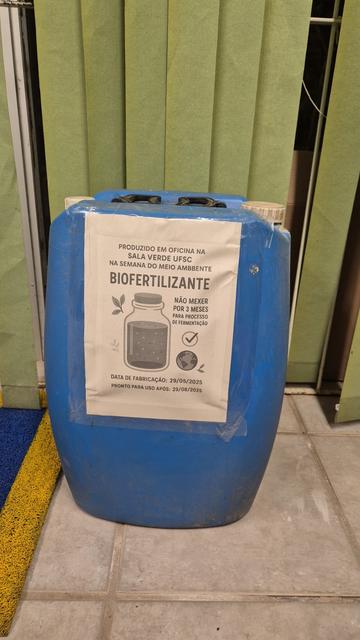 PRODUZIDO EM OFICINA NA
SALA VERDE UFSC
NA SEMANA DO MEIO AMBBENTE
BIOFERTILIZANTE
NÃO MEXER
POR 3 MESES
PARA PROCESSO
DE FERMENTAÇÃO
DATA DE FABRICAÇÃO: 29/05/2025
PRONTO PARA USO APÓS: 29/08/2025